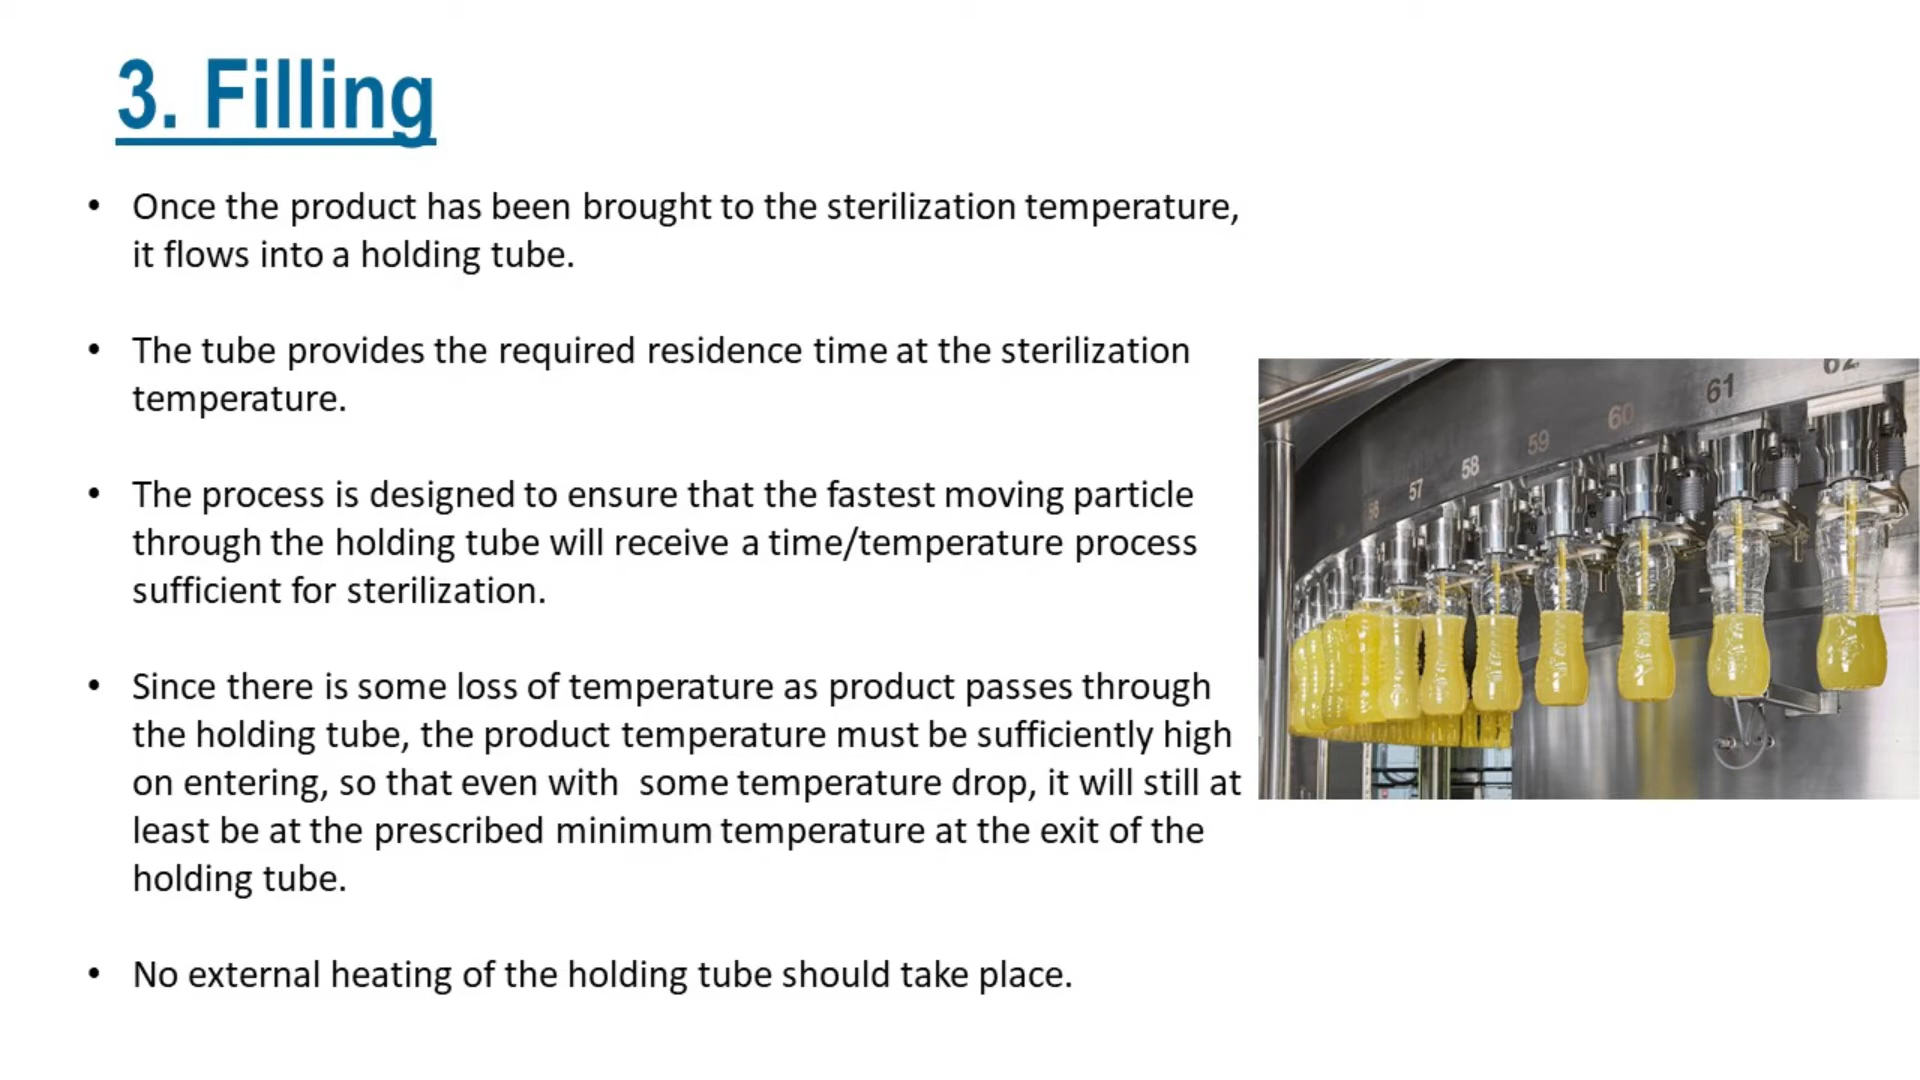 3. Filling
• Once the product has been brought to the sterilization temperature,
it flows into a holding tube.
• The tube provides the required residence time at the sterilization
temperature.
• The process is designed to ensure that the fastest moving particle
through the holding tube will receive a time/temperature process
sufficient for sterilization.
• Since there is some loss of temperature as product passes through
the holding tube, the product temperature must be sufficiently high
on entering, so that even with some temperature drop, it will still at
least be at the prescribed minimum temperature at the exit of the
holding tube.
• No external heating of the holding tube should take place.
57
58
59
60
61
62